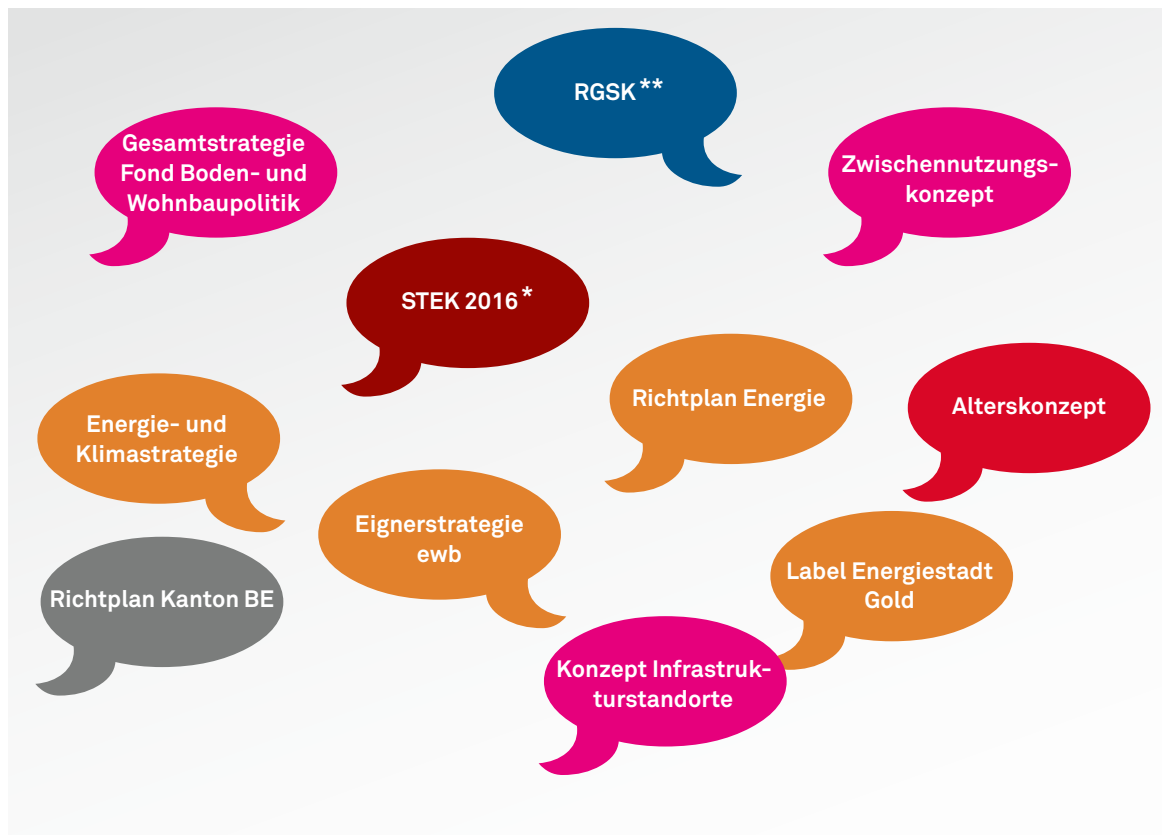 RGSK **
Gesamtstrategie
Fond Boden- und
Wohnbaupolitik
Zwischennutzungs-
konzept
STEK 2016 *
Richtplan Energie
Alterskonzept
Energie- und
Klimastrategie
Eignerstrategie
ewb
Label Energiestadt
Gold
Richtplan Kanton BE
Konzept Infrastruk-
turstandorte